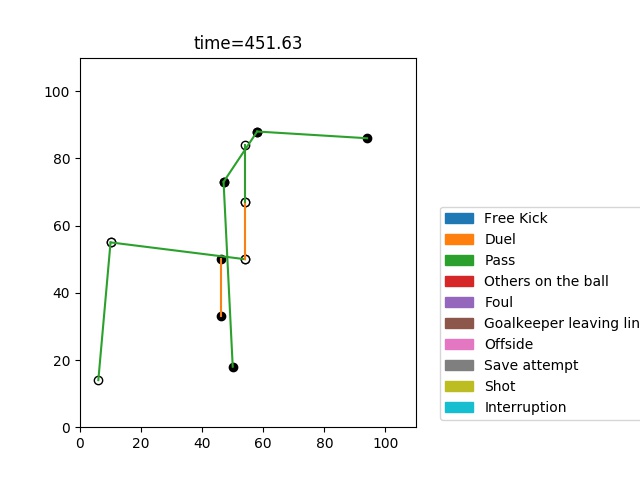 time=451.63
100
80
60
40
20
0
0 20 40 60 80 100
Free Kick
Duel
Pass
Others on the ball
Foul
Goalkeeper leaving lin
Offside
Save attempt
Shot
Interruption